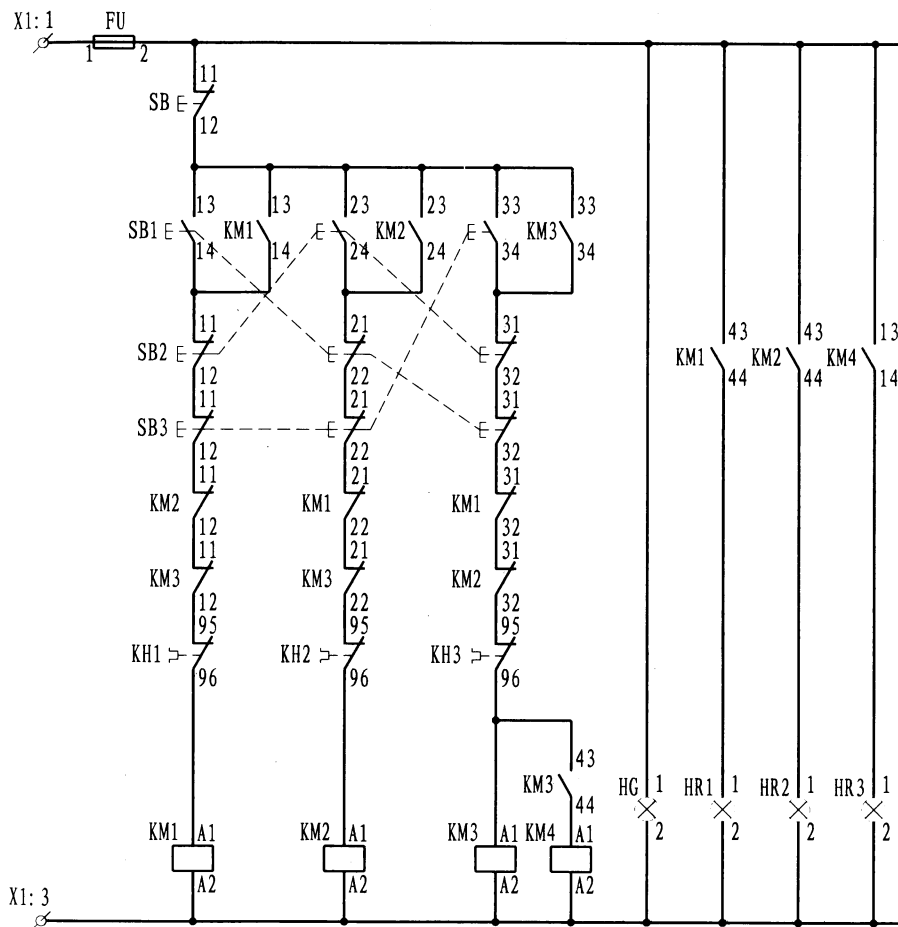 X1: 1 FU
1 2
11
SB
12
13 13 23 23 33 33
SB1 KM1 KM2 KM3
14 14 24 24 34 34
11 21 31 43 43 13
SB2 KM1 KM2 KM4
12 22 32 44 44 14
11 21 31
SB3
12 22 32
11 21 31
KM2 KM1 KM1
12 22 32
11 21 31
KM3 KM3 KM2
12 22 32
95 95 95
KH1 KH2 KH3
96 96 96
43
KM3
44
HG 1 HR1 1 HR2 1 HR3 1
2 2 2 2
KM1 A1 KM2 A1 KM3 A1 KM4 A1
A2 A2 A2 A2
X1: 3